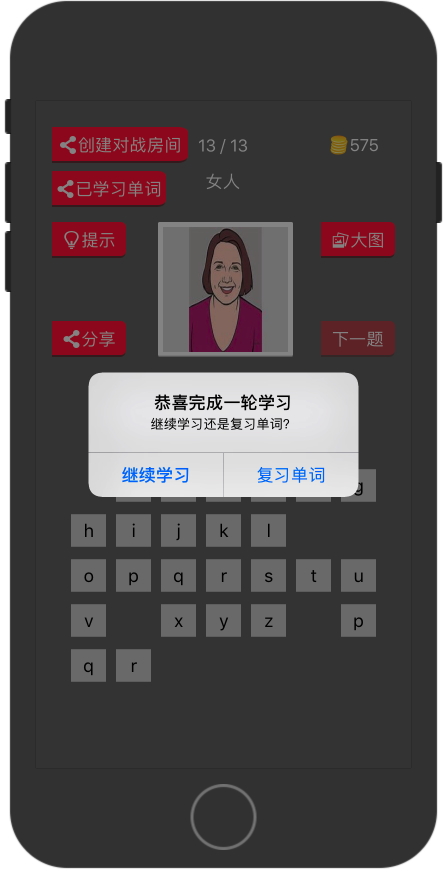 创建对战房间 13 / 13 575
已学习单词 女人
提示 大图
分享 下一题
恭喜完成一轮学习
继续学习还是复习单词?
继续学习 复习单词
g
h i j k l
o p q r s t u
v x y z p
q r